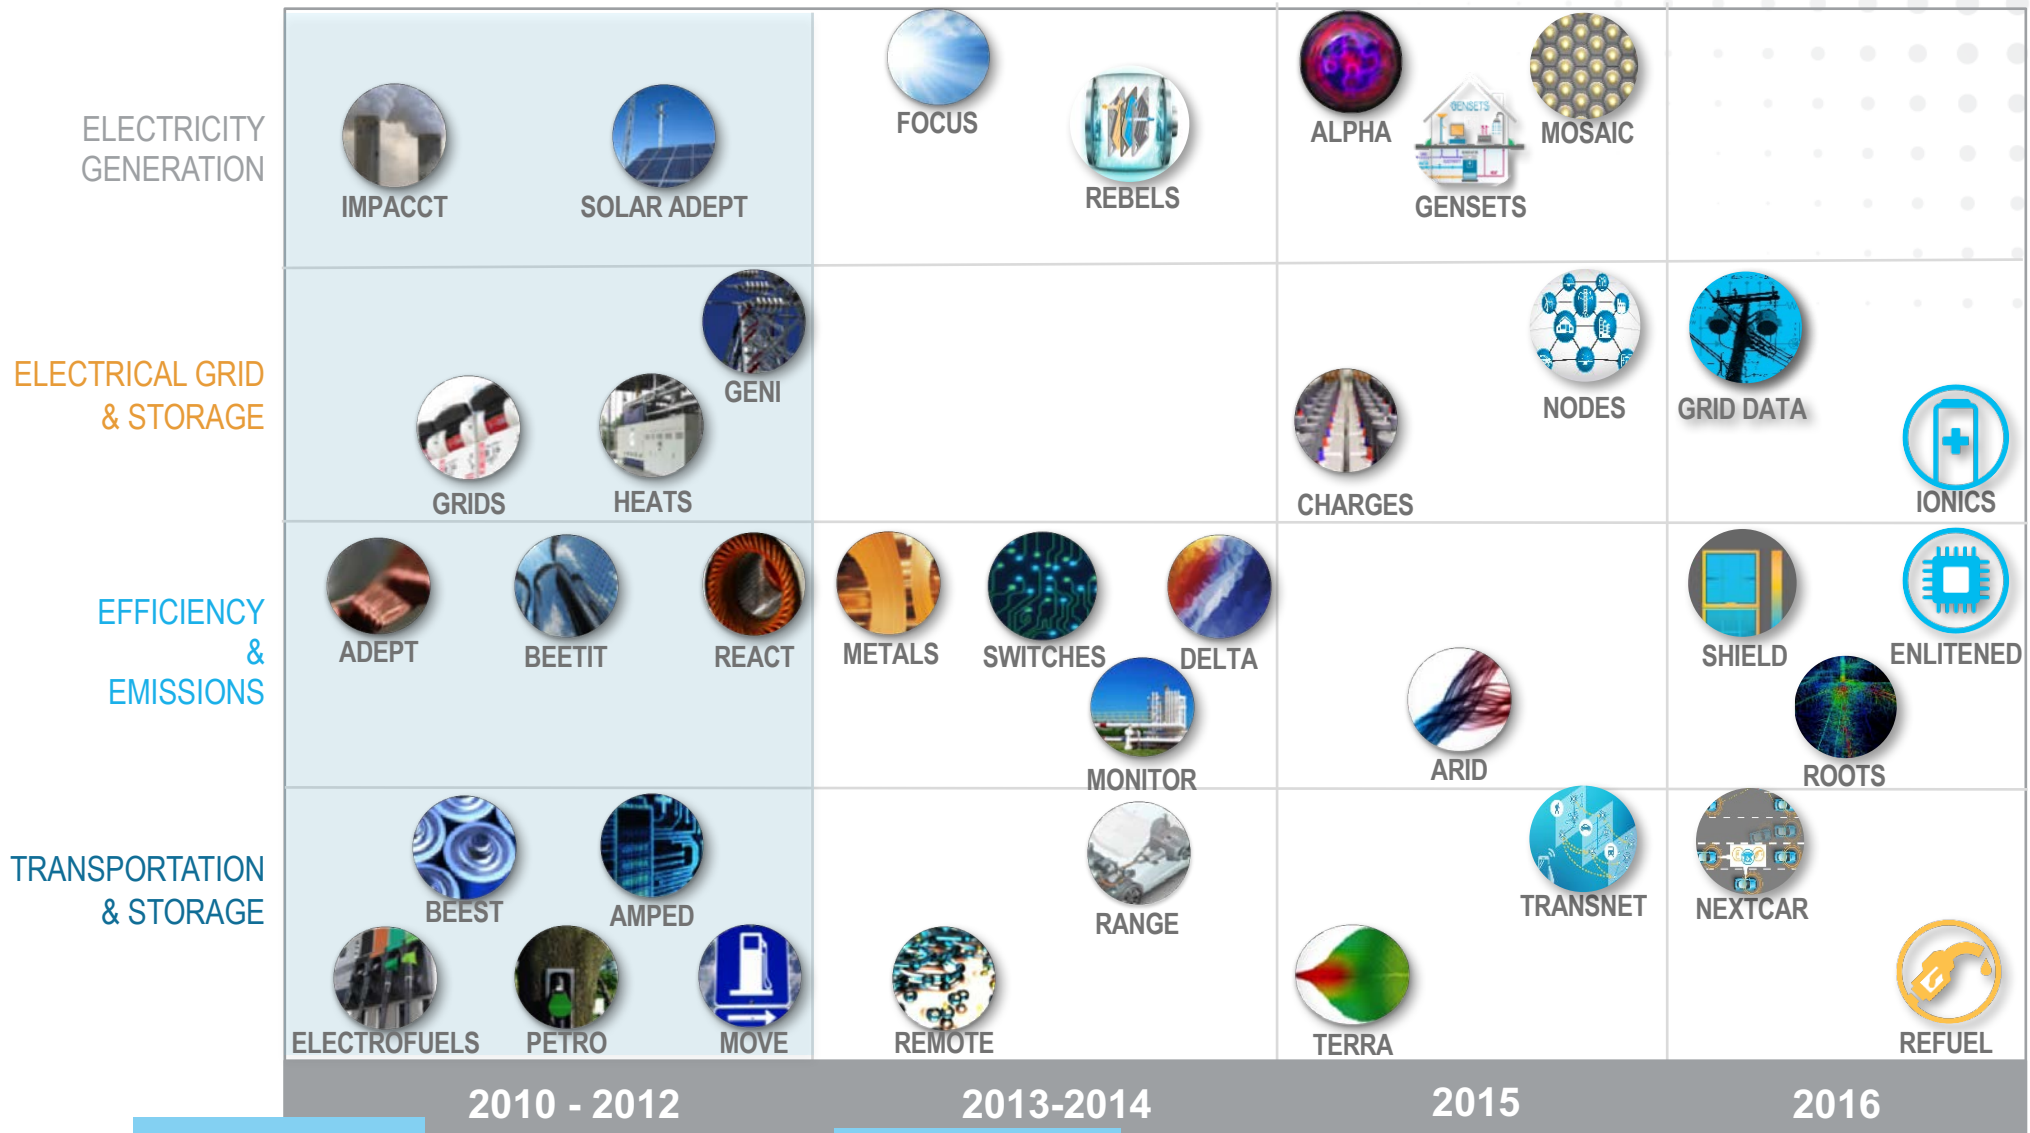 ELECTRICITY
GENERATION
IMPACCT
SOLAR ADEPT
FOCUS
REBELS
ALPHA
GENSETS
GENSETS
MOSAIC
ELECTRICAL GRID
& STORAGE
GRIDS
HEATS
GENI
CHARGES
NODES
GRID DATA
IONICS
EFFICIENCY
&
EMISSIONS
ADEPT
BEETIT
REACT
METALS
SWITCHES
DELTA
MONITOR
ARID
SHIELD
ENLITENED
ROOTS
TRANSPORTATION
& STORAGE
BEEST
AMPED
ELECTROFUELS
PETRO
MOVE
RANGE
REMOTE
TRANSNET
TERRA
NEXTCAR
REFUEL
2010 - 2012
2013-2014
2015
2016